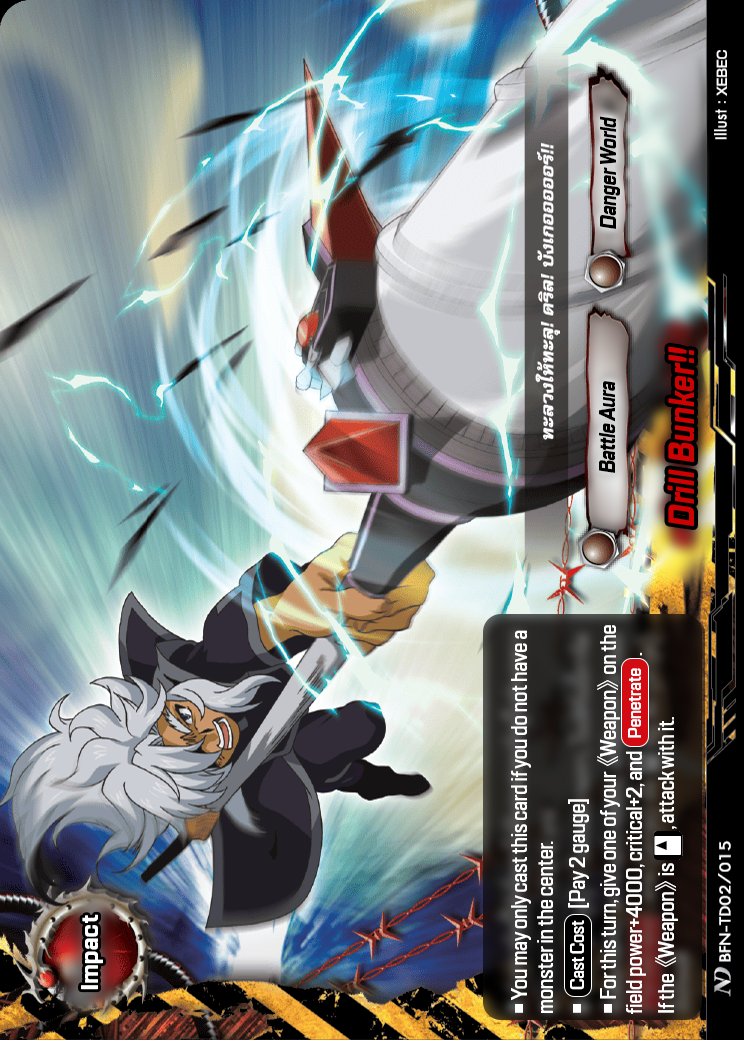 Impact
ทะลวงให้ทะลุ! ดริล! บังเกออออออร์!!
Battle Aura
Danger World
Drill Bunker!!
■ You may only cast this card if you do not have a
monster in the center.
■ Cast Cost [Pay 2 gauge]
■ For this turn, give one of your 《Weapon》 on the
field power+4000, critical+2, and Penetrate .
If the 《Weapon》 is ▲ , attack with it.
ND BFN-TD02/015
Illust : XEBEC